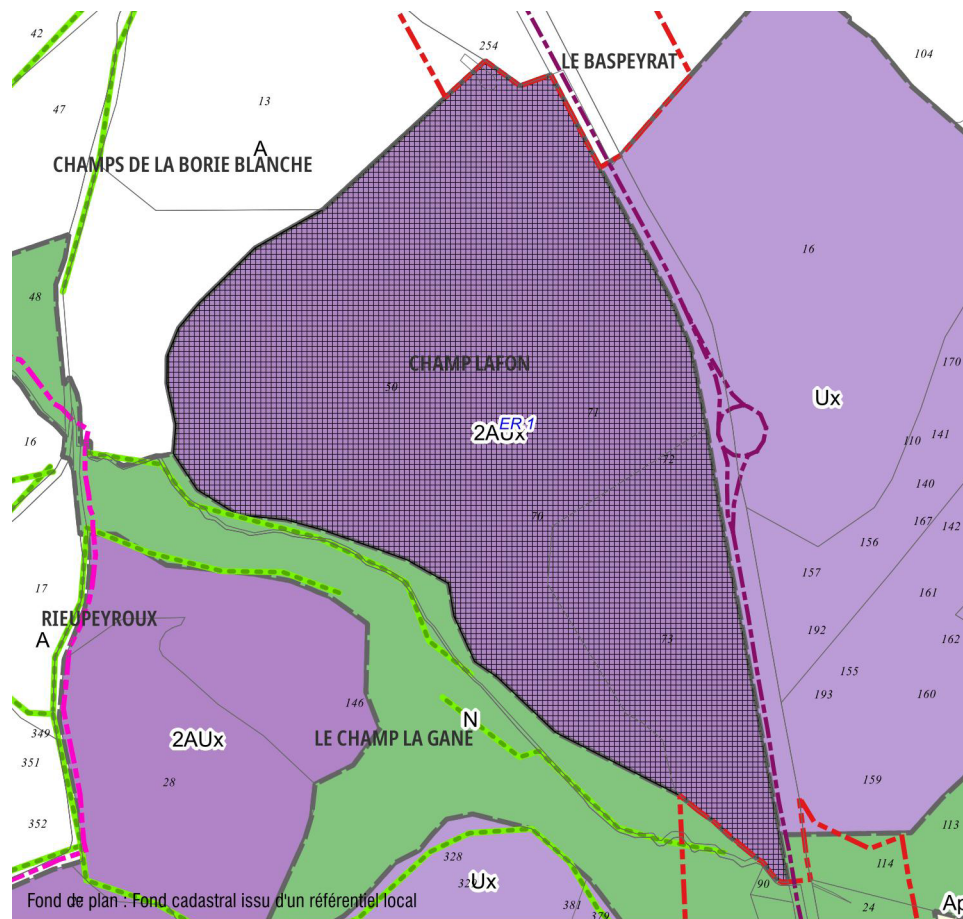 42
254
LE BASPEYRAT
104
47
13
A
CHAMPS DE LA BORIE BLANCHE
16
48
CHAMP LAFON
50
170
Ux
71
2AUx
ER 1
110
141
16
72
140
70
167
142
156
157
17
161
RIEUPEYROUX
A
192
73
162
155
146
193
160
N
349
2AUx
LE CHAMP LA GANE
351
28
159
352
113
328
114
Ux
90
Fond de plan : Fond cadastral issu d'un référentiel local
381
24
379